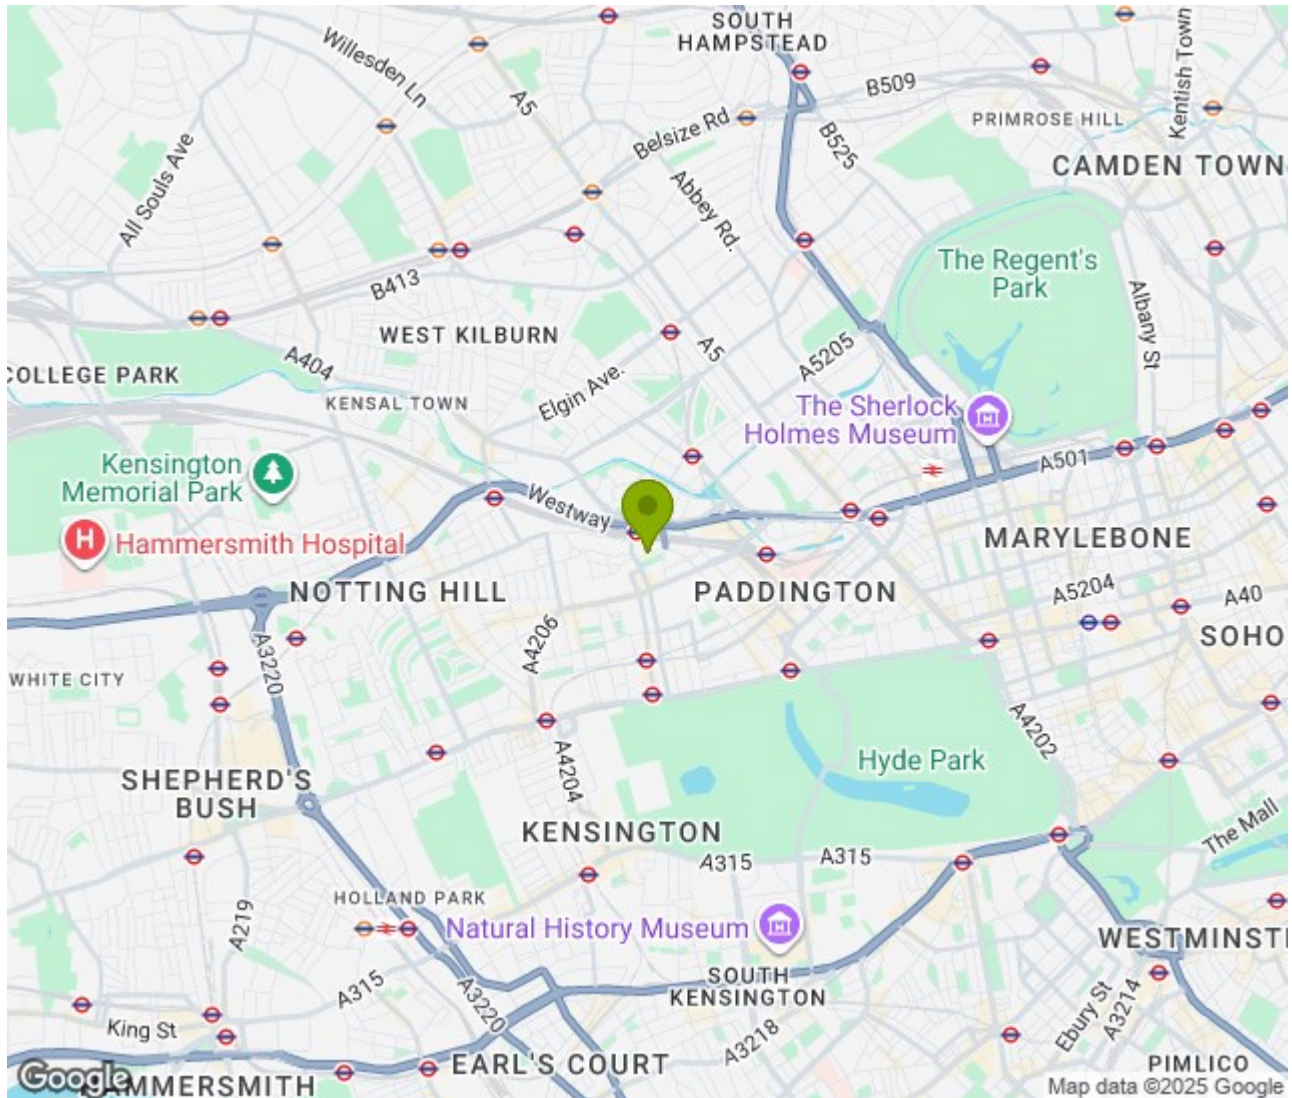 SOUTH
HAMPSTEAD
Willesden Ln
A5
B509
Kentish Town
PRIMROSE HILL
Belsize Rd
B525
CAMDEN TOWN
All Souls Ave
Abbey Rd.
The Regent's
Park
B413
Albany St
WEST KILBURN
A5
A5205
A404
COLLEGE PARK
Elgin Ave.
KENSAL TOWN
The Sherlock
Holmes Museum
A501
Kensington
Memorial Park
Westway
H
Hammersmith Hospital
MARYLEBONE
NOTTING HILL
PADDINGTON
A5204
A40
SOHO
A4206
A3220
WHITE CITY
A4202
Hyde Park
A4204
SHEPHERD'S
BUSH
KENSINGTON
The Mall
A315
A315
HOLLAND PARK
A219
Natural History Museum
WESTMINST
SOUTH
KENSINGTON
A315
A3220
Ebury St
A3214
King St
A3218
EARL'S COURT
PIMLICO
Google
HAMMERSMITH
Map data ©2025 Google